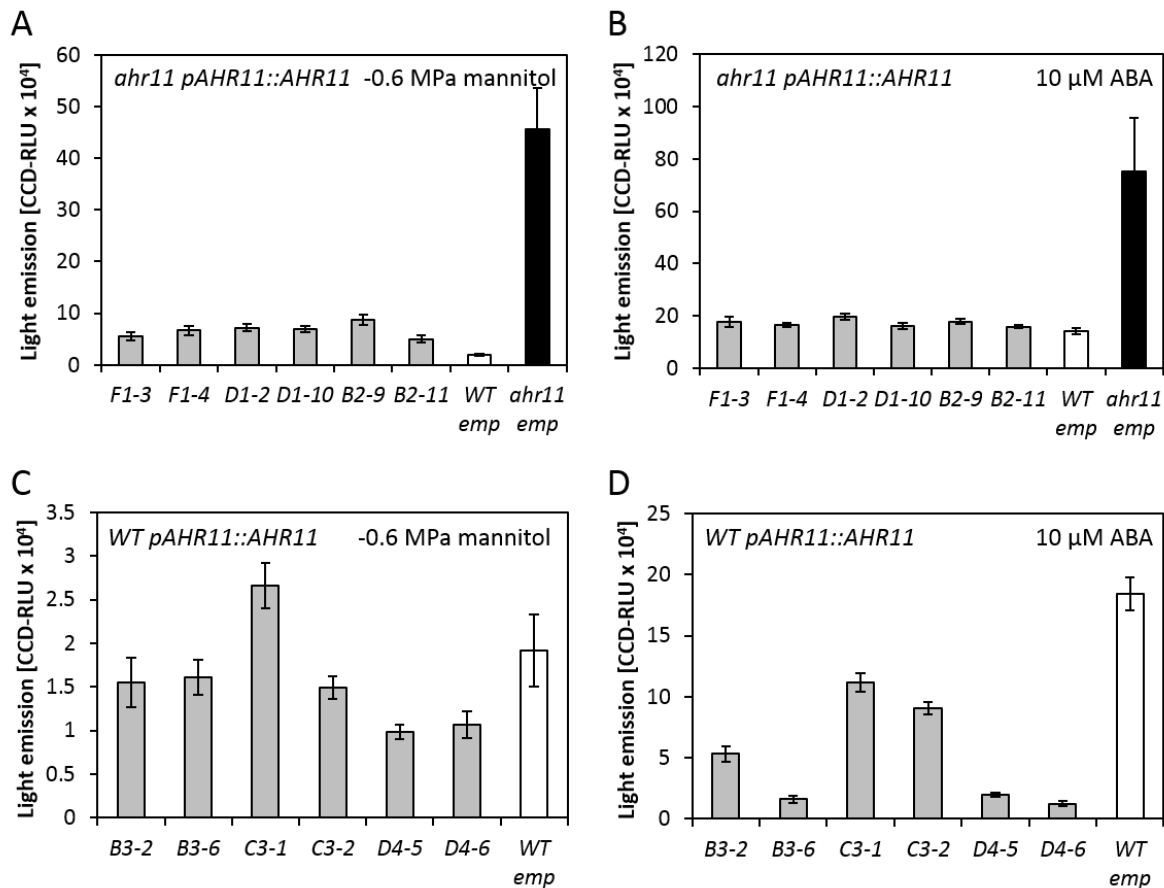 A
Light emission [CCD-RLU x 10⁴]
60
50
40
30
20
10
0
ahr11 pAHR11::AHR11 -0.6 MPa mannitol
F1-3 F1-4 D1-2 D1-10 B2-9 B2-11 WT ahr11
emp emp
B
Light emission [CCD-RLU x 10⁴]
120
100
80
60
40
20
0
ahr11 pAHR11::AHR11 10 µM ABA
F1-3 F1-4 D1-2 D1-10 B2-9 B2-11 WT ahr11
emp emp
C
Light emission [CCD-RLU x 10⁴]
3.5
3
2.5
2
1.5
1
0.5
0
WT pAHR11::AHR11 -0.6 MPa mannitol
B3-2 B3-6 C3-1 C3-2 D4-5 D4-6 WT
emp
D
Light emission [CCD-RLU x 10⁴]
25
20
15
10
5
0
WT pAHR11::AHR11 10 µM ABA
B3-2 B3-6 C3-1 C3-2 D4-5 D4-6 WT
emp